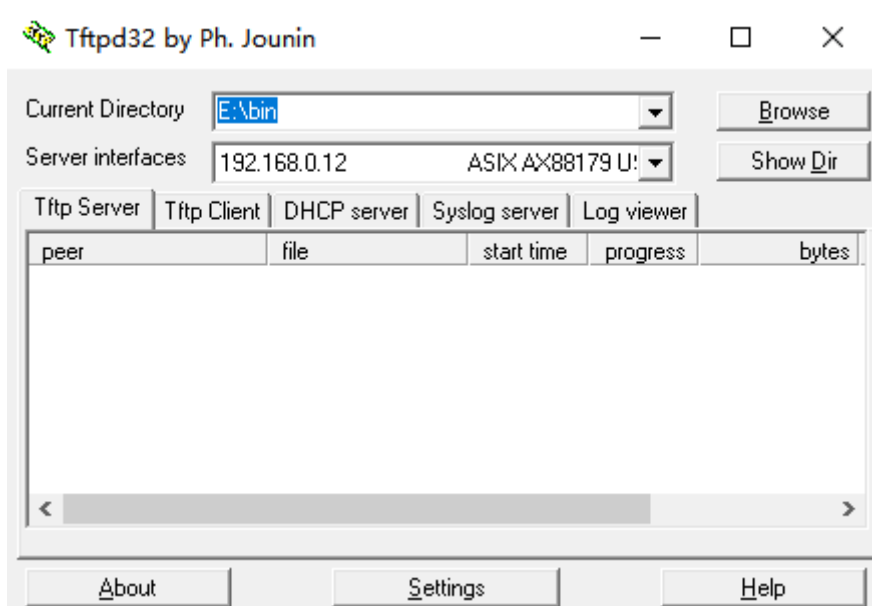 Tftpd32 by Ph. Jounin
Current Directory E:\bin Browse
Server interfaces 192.168.0.12 ASIX AX88179 Show Dir
Tftp Server Tftp Client DHCP server Syslog server Log viewer
peer file start time progress bytes
About Settings Help